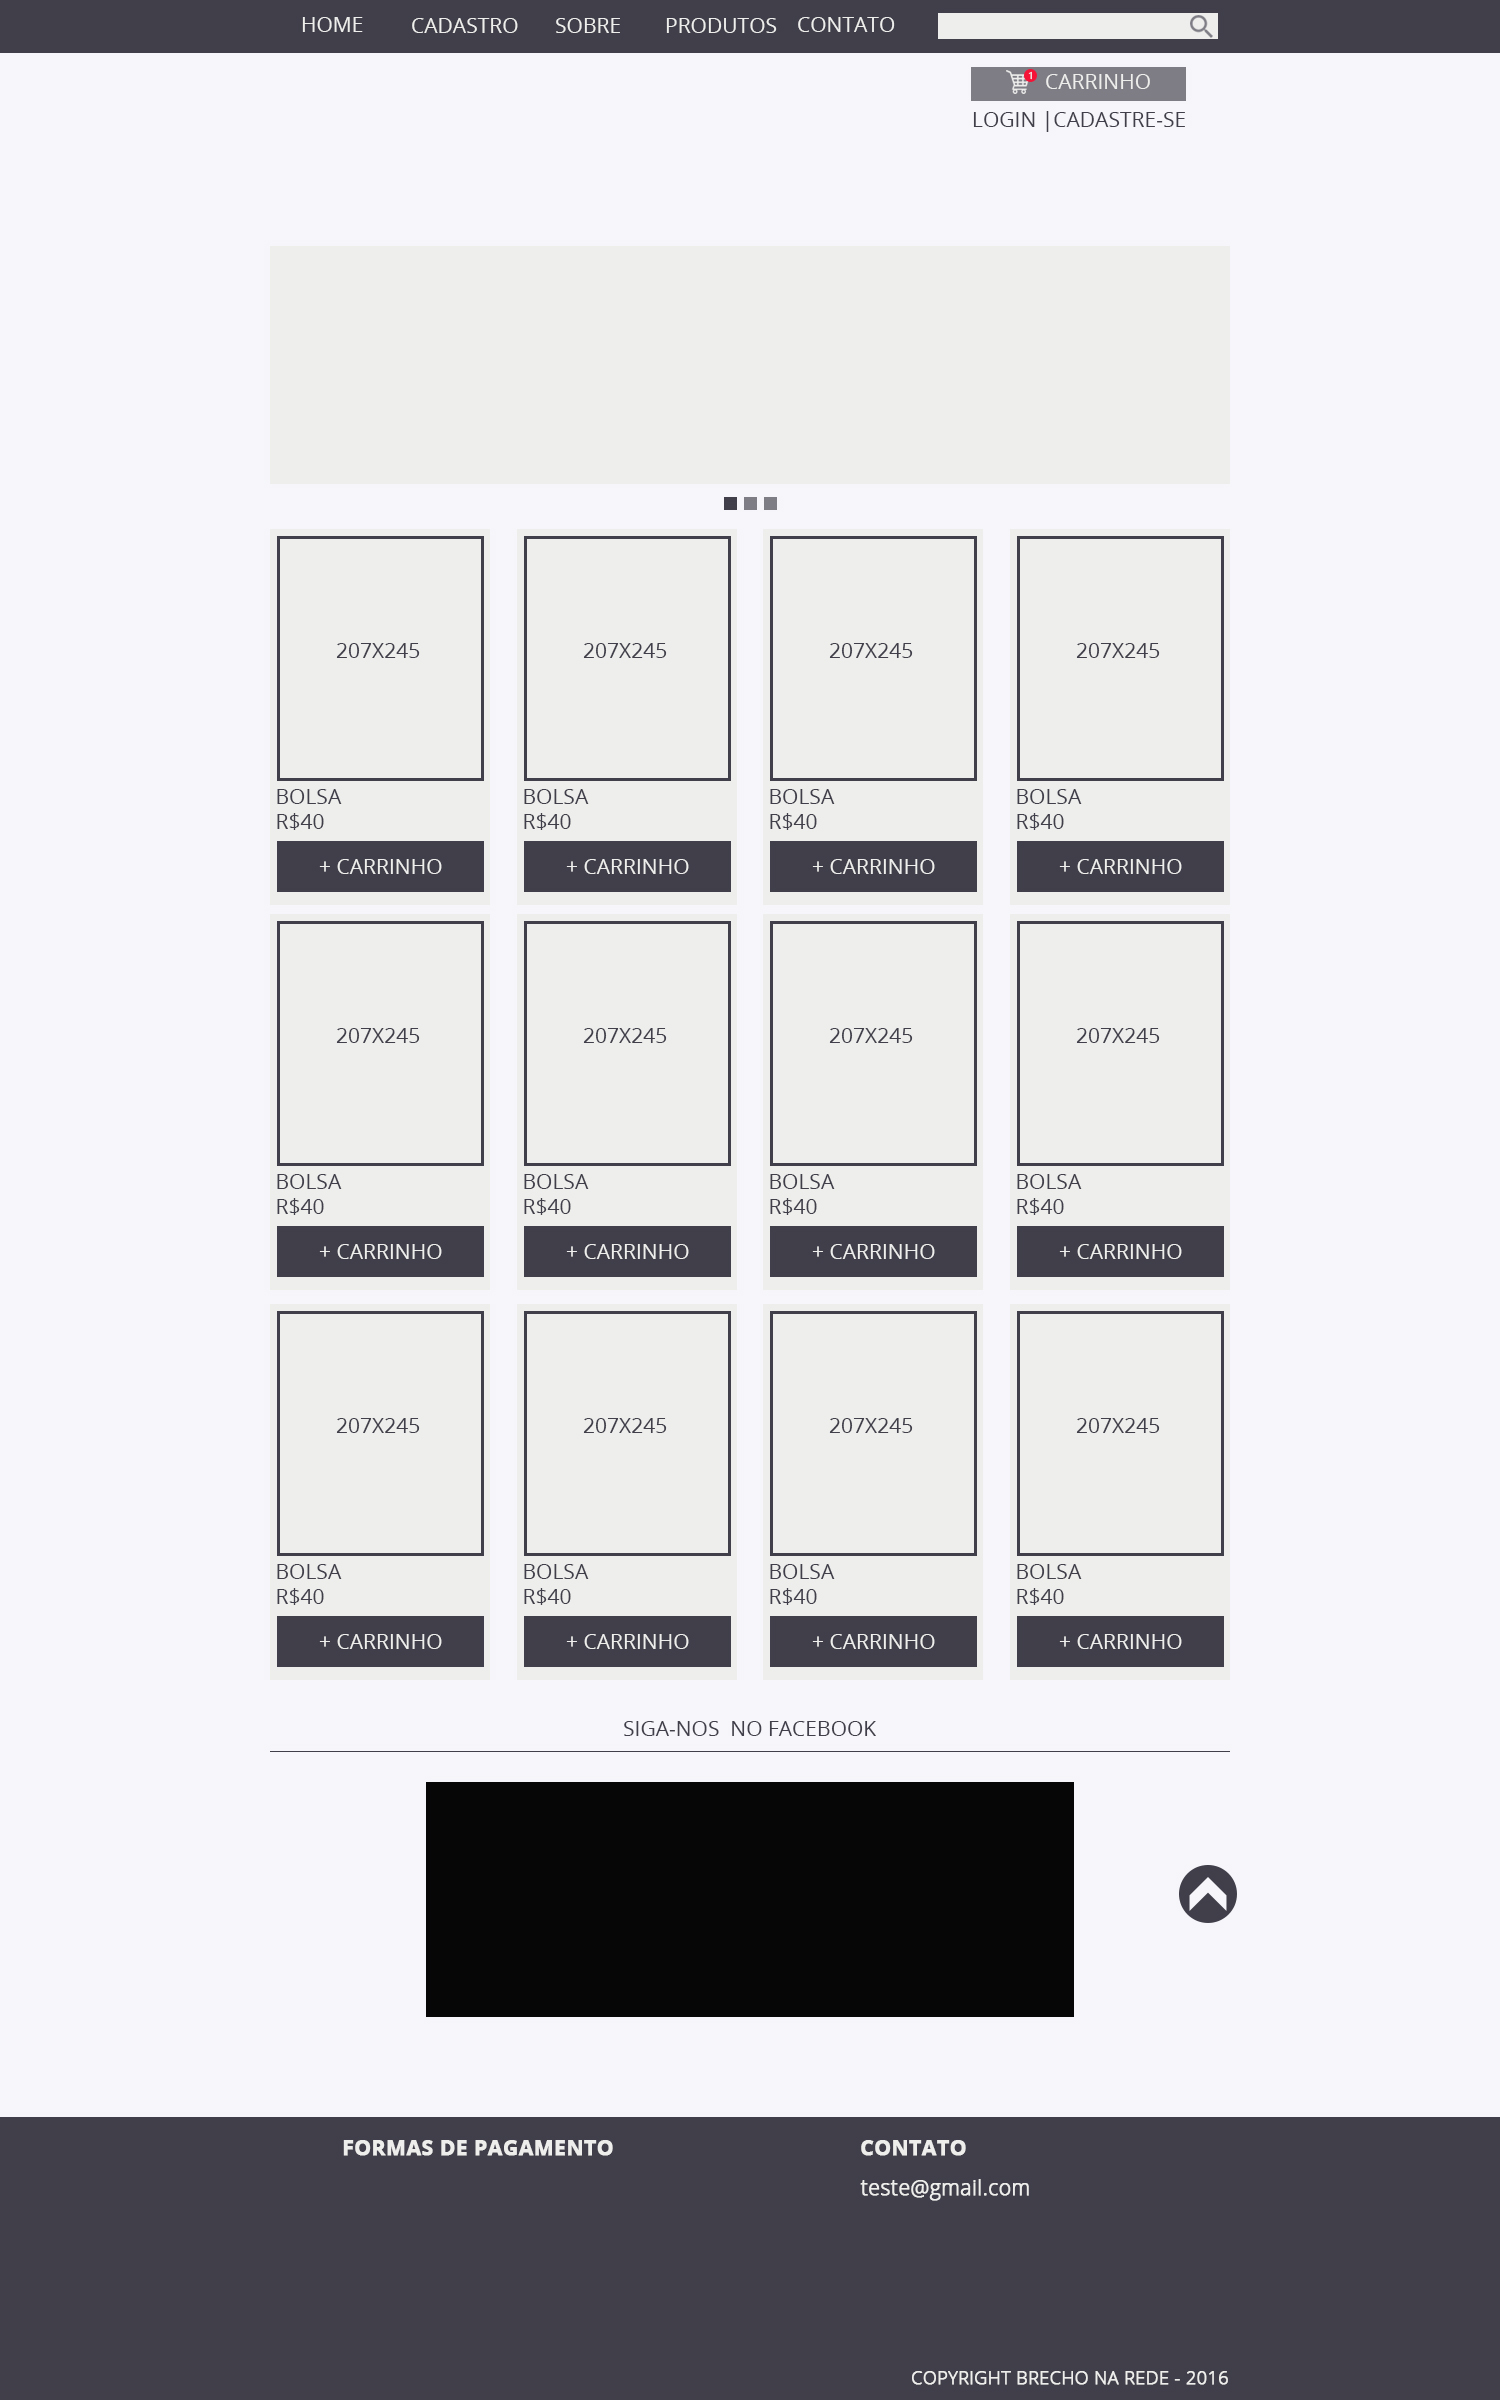 HOME CADASTRO SOBRE PRODUTOS CONTATO
1 CARRINHO
LOGIN |CADASTRE-SE
207X245 207X245 207X245 207X245
BOLSA BOLSA BOLSA BOLSA
R$40 R$40 R$40 R$40
+ CARRINHO + CARRINHO + CARRINHO + CARRINHO
207X245 207X245 207X245 207X245
BOLSA BOLSA BOLSA BOLSA
R$40 R$40 R$40 R$40
+ CARRINHO + CARRINHO + CARRINHO + CARRINHO
207X245 207X245 207X245 207X245
BOLSA BOLSA BOLSA BOLSA
R$40 R$40 R$40 R$40
+ CARRINHO + CARRINHO + CARRINHO + CARRINHO
SIGA-NOS NO FACEBOOK
FORMAS DE PAGAMENTO CONTATO
teste@gmail.com
COPYRIGHT BRECHO NA REDE - 2016